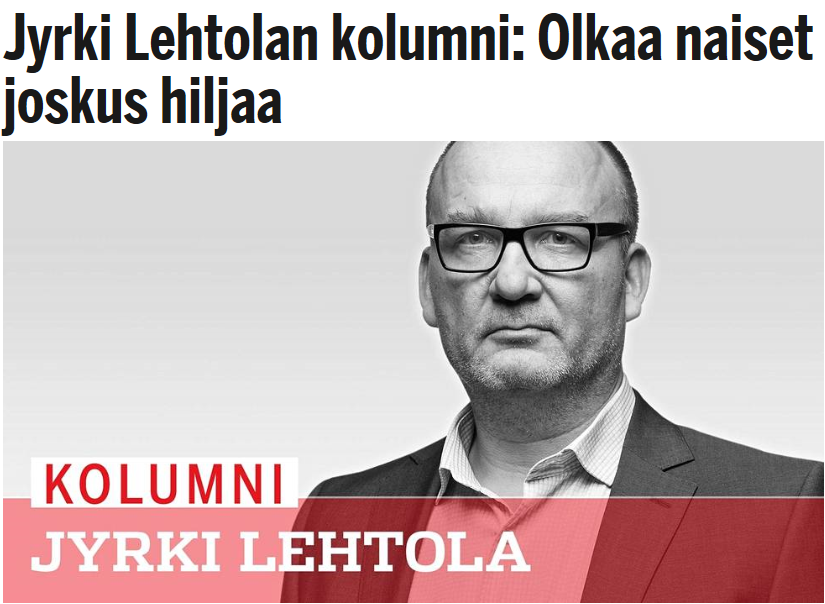 Jyrki Lehtolan kolumni: Olkaa naiset
joskus hiljaa
KOLUMNI
JYRKI LEHTOLA